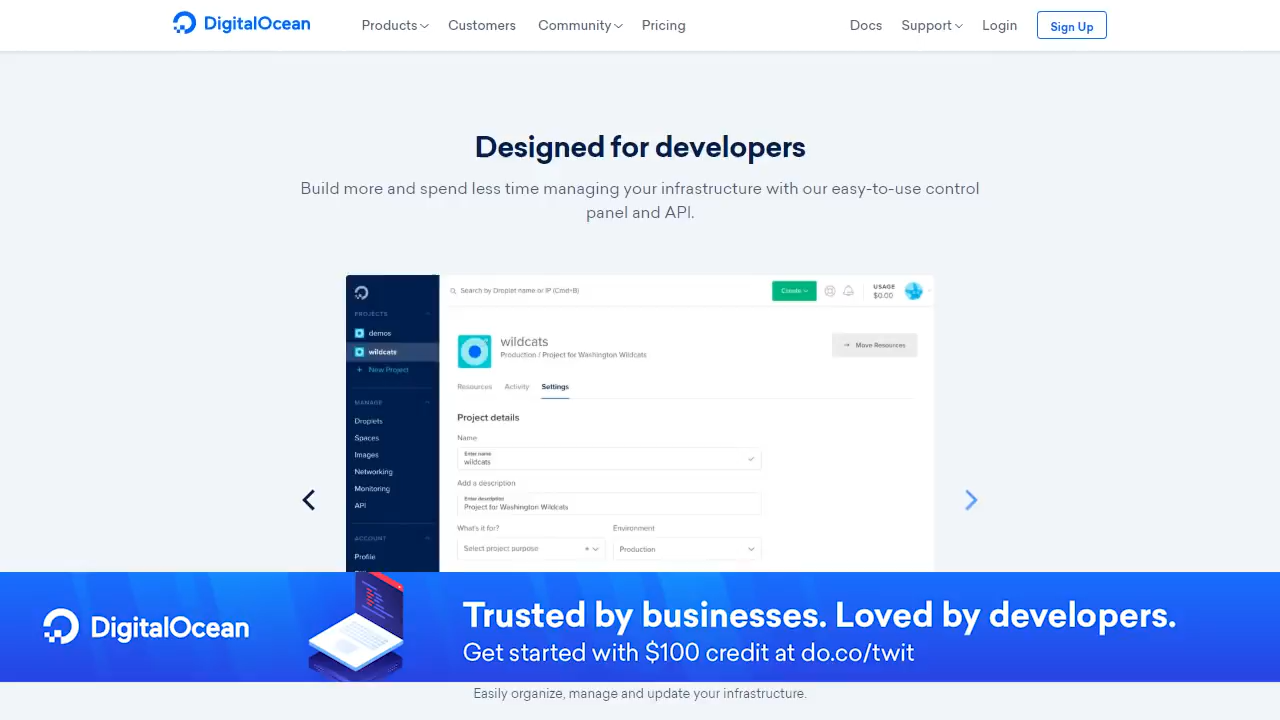 DigitalOcean Products Customers Community Pricing Docs Support Login Sign Up
Designed for developers
Build more and spend less time managing your infrastructure with our easy-to-use control
panel and API.
Search by Droplet name or IP (Cmd+B) Create USAGE
$0.00
PROJECTS
demos
wildcats
+ New Project
MANAGE
Droplets
Spaces
Images
Networking
Monitoring
API
ACCOUNT
Profile
wildcats
Production / Project for Washington Wildcats
Move Resources
Resources Activity Settings
Project details
Name
Enter name
wildcats
Add a description
Enter description
Project for Washington Wildcats
What's it for? Environment
Select project purpose Production
DigitalOcean
Trusted by businesses. Loved by developers.
Get started with $100 credit at do.co/twit
Easily organize, manage and update your infrastructure.